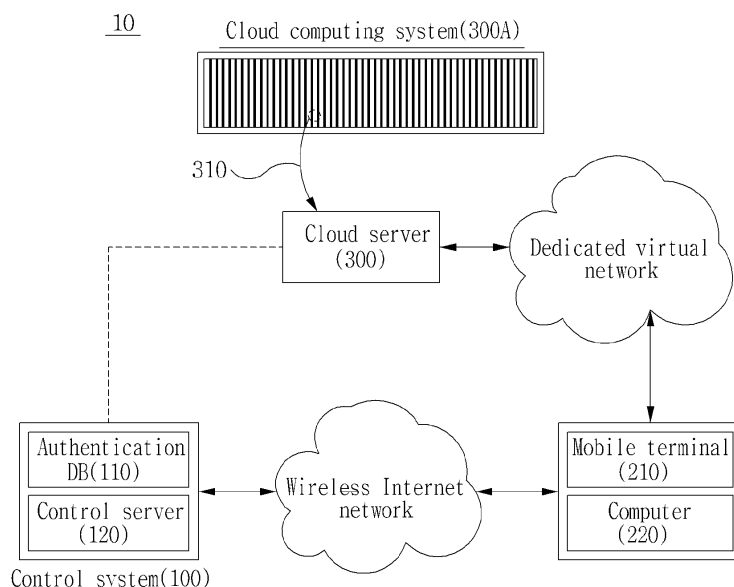 10
Cloud computing system(300A)
310
Cloud server
(300)
Dedicated virtual
network
Authentication
DB(110)
Control server
(120)
Control system(100)
Wireless Internet
network
Mobile terminal
(210)
Computer
(220)